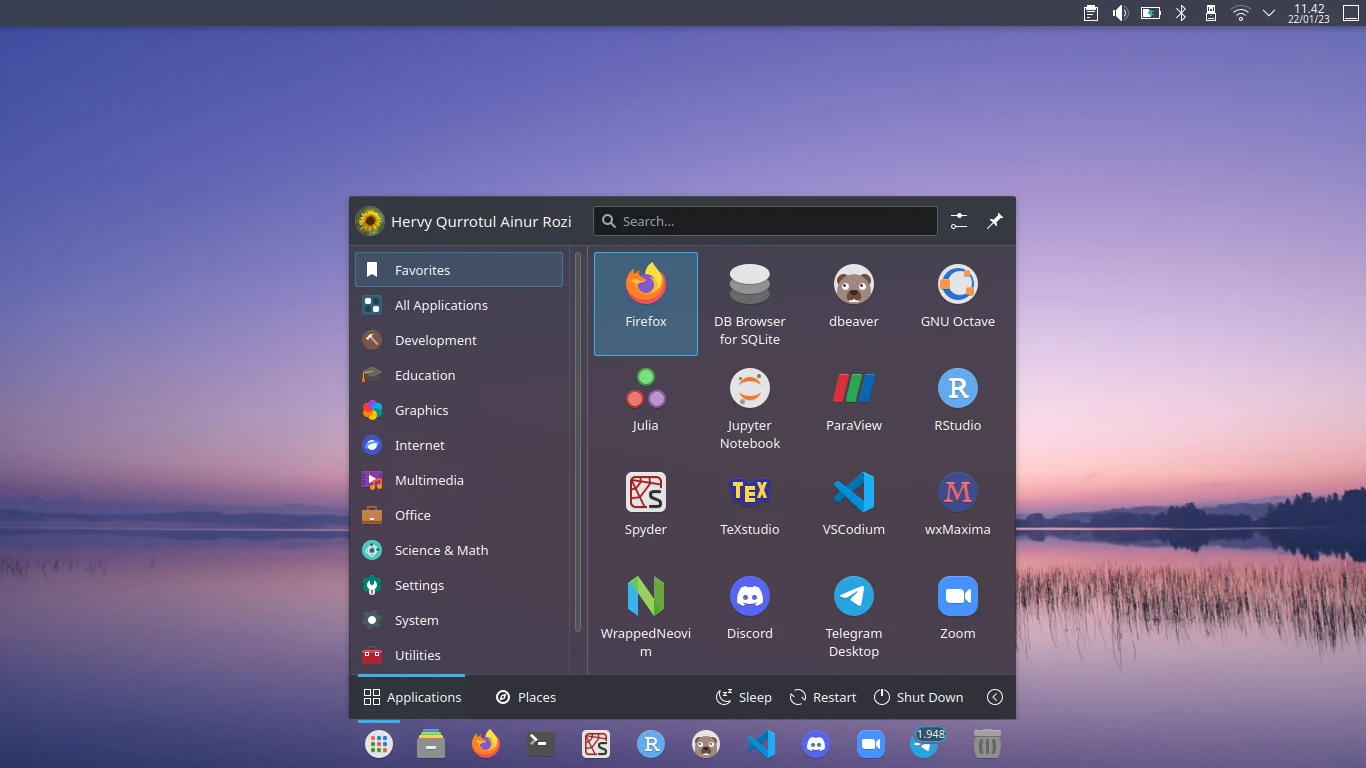 11.42
22/01/23
Hervy Qurrotul Ainur Rozi
Search...
Favorites
All Applications
Development
Education
Graphics
Internet
Multimedia
Office
Science & Math
Settings
System
Utilities
Firefox
DB Browser
for SQLite
dbeaver
GNU Octave
Julia
Jupyter
Notebook
ParaView
R
RStudio
S
Spyder
TEX
TeXstudio
VSCodium
M
wxMaxima
WrappedNeovi
m
Discord
Telegram
Desktop
Zoom
Applications
Places
Sleep
Restart
Shut Down
S
R
1.948